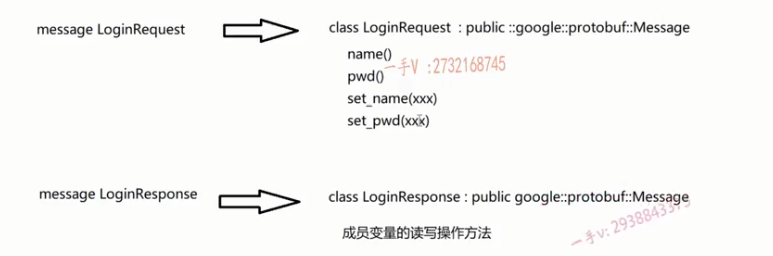 message LoginRequest
class LoginRequest : public ::google::protobuf::Message
name()
pwd()
一手V :2732168745
set_name(xxx)
set_pwd(xxx)
message LoginResponse
class LoginResponse : public google::protobuf::Message
成员变量的读写操作方法
一手v:2938843375